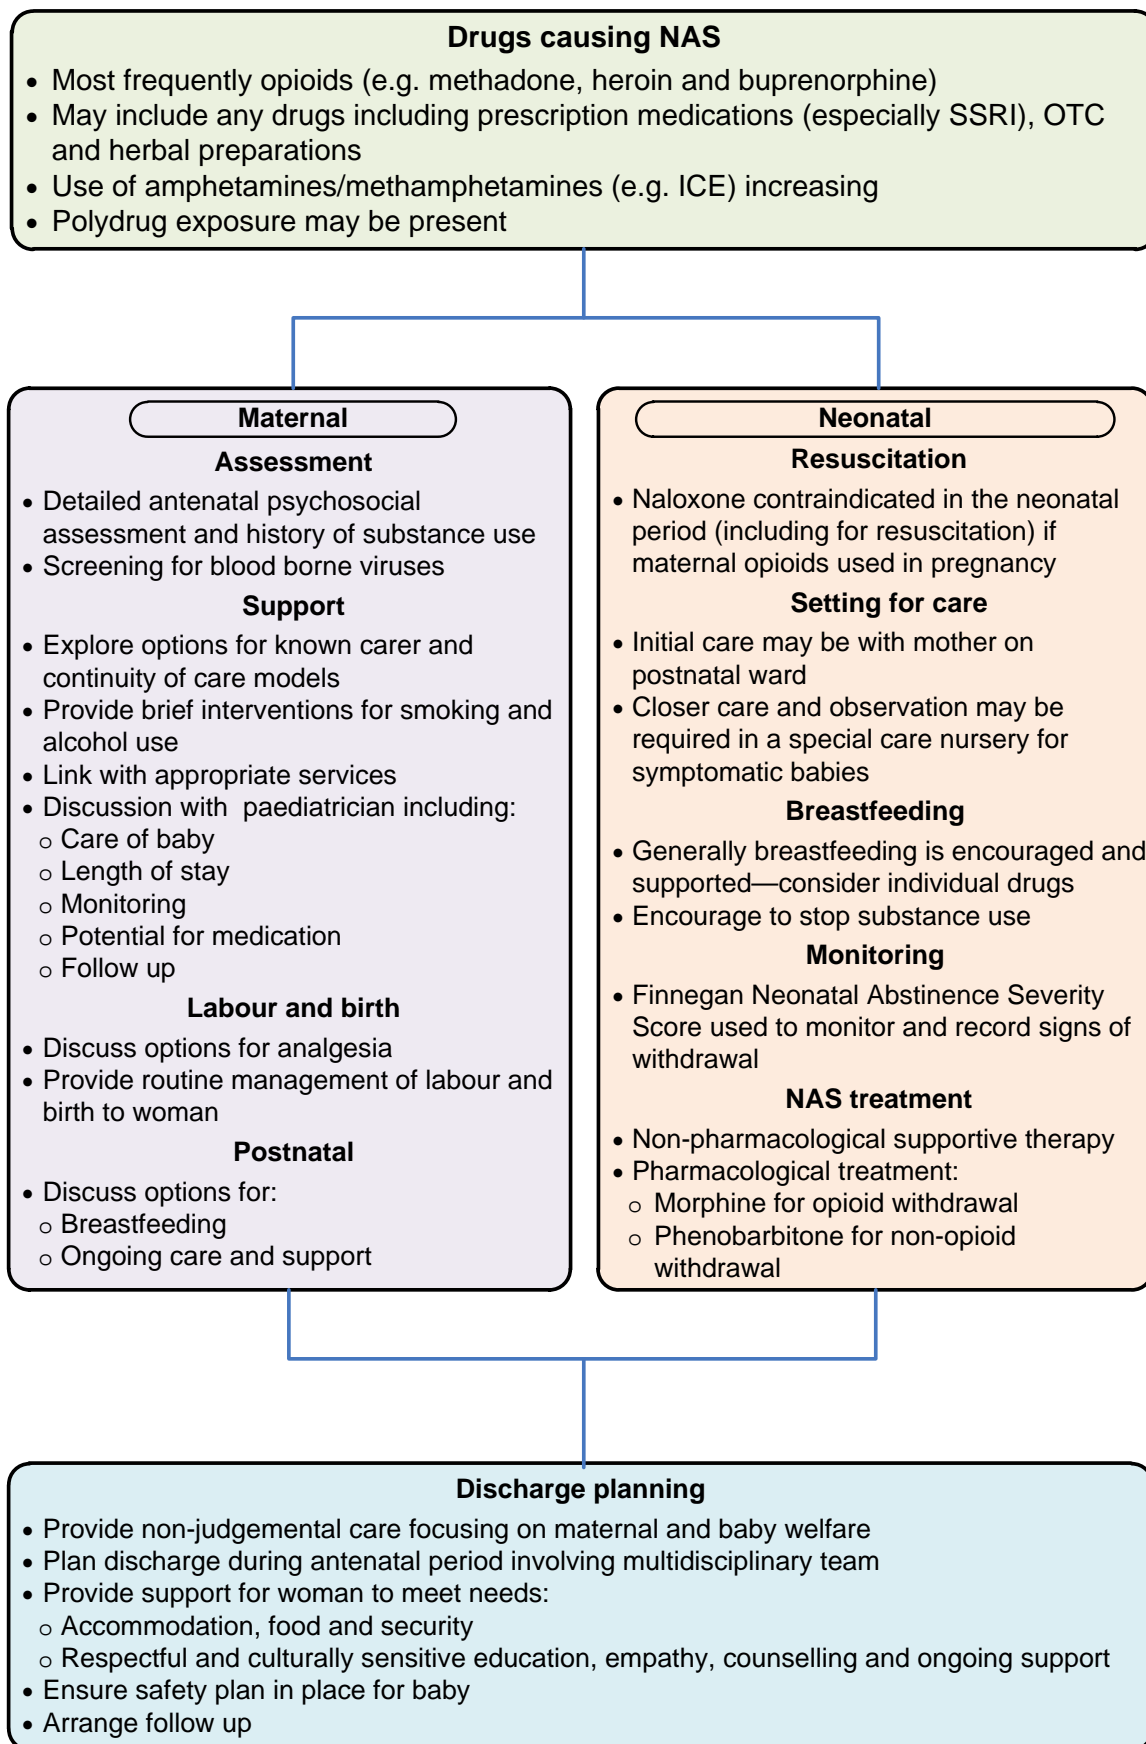 Drugs causing NAS
• Most frequently opioids (e.g. methadone, heroin and buprenorphine)
• May include any drugs including prescription medications (especially SSRI), OTC
and herbal preparations
• Use of amphetamines/methamphetamines (e.g. ICE) increasing
• Polydrug exposure may be present
Maternal
Assessment
• Detailed antenatal psychosocial
assessment and history of substance use
• Screening for blood borne viruses
Support
• Explore options for known carer and
continuity of care models
• Provide brief interventions for smoking and
alcohol use
• Link with appropriate services
• Discussion with  paediatrician including:
o Care of baby
o Length of stay
o Monitoring
o Potential for medication
o Follow up
Labour and birth
• Discuss options for analgesia
• Provide routine management of labour and
birth to woman
Postnatal
• Discuss options for:
o Breastfeeding
o Ongoing care and support
Neonatal
Resuscitation
• Naloxone contraindicated in the neonatal
period (including for resuscitation) if
maternal opioids used in pregnancy
Setting for care
• Initial care may be with mother on
postnatal ward
• Closer care and observation may be
required in a special care nursery for
symptomatic babies
Breastfeeding
• Generally breastfeeding is encouraged and
supported—consider individual drugs
• Encourage to stop substance use
Monitoring
• Finnegan Neonatal Abstinence Severity
Score used to monitor and record signs of
withdrawal
NAS treatment
• Non-pharmacological supportive therapy
• Pharmacological treatment:
o Morphine for opioid withdrawal
o Phenobarbitone for non-opioid
withdrawal
Discharge planning
• Provide non-judgemental care focusing on maternal and baby welfare
• Plan discharge during antenatal period involving multidisciplinary team
• Provide support for woman to meet needs:
o Accommodation, food and security
o Respectful and culturally sensitive education, empathy, counselling and ongoing support
• Ensure safety plan in place for baby
• Arrange follow up